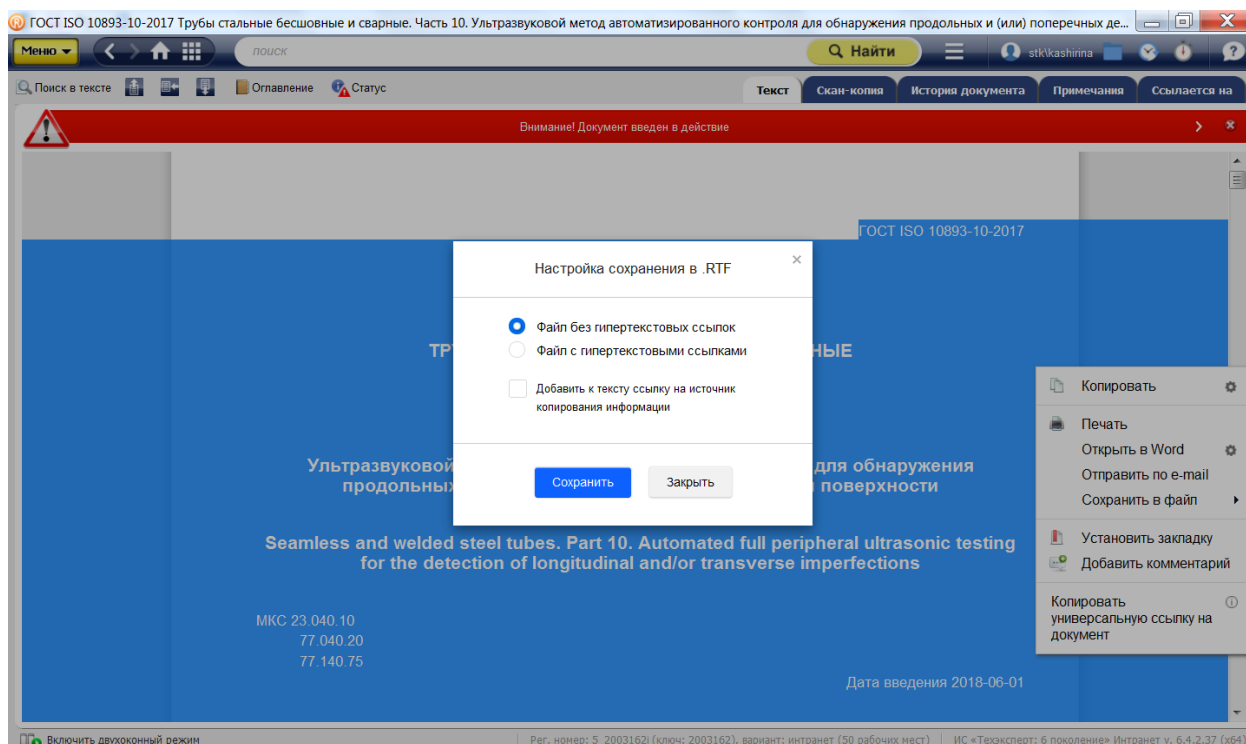 ГОСТ ISO 10893-10-2017 Трубы стальные бесшовные и сварные. Часть 10. Ультразвуковой метод автоматизированного контроля для обнаружения продольных и (или) поперечных де...
Меню
поиск
Найти
stk\kashirina
Поиск в тексте
Оглавление
Статус
Текст
Скан-копия
История документа
Примечания
Ссылается на
Внимание! Документ введен в действие
ГОСТ ISO 10893-10-2017
Настройка сохранения в .RTF
Файл без гипертекстовых ссылок
Файл с гипертекстовыми ссылками
Добавить к тексту ссылку на источник
копирования информации
Сохранить
Закрыть
ТР
НЫЕ
Ультразвуковой для обнаружения
продольны поверхности
Seamless and welded steel tubes. Part 10. Automated full peripheral ultrasonic testing
for the detection of longitudinal and/or transverse imperfections
МКС 23.040.10
77.040.20
77.140.75
Дата введения 2018-06-01
Копировать
Печать
Открыть в Word
Отправить по e-mail
Сохранить в файл
Установить закладку
Добавить комментарий
Копировать
универсальную ссылку на
документ
Включить двухоконный режим
Рег. номер: 5_2003162i (ключ: 2003162), вариант: интранет (50 рабочих мест)
ИС «Техэксперт: 6 поколение» Интранет v. 6.4.2.37 (x64)